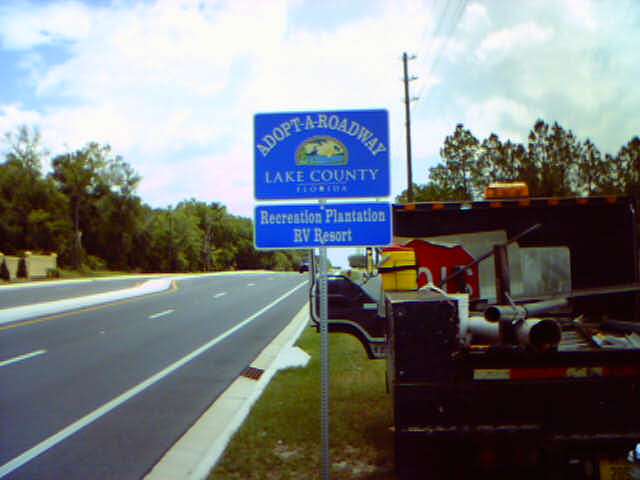 ADOPT-A-ROADWAY
LAKE COUNTY
FLORIDA
Recreation Plantation
RV Resort